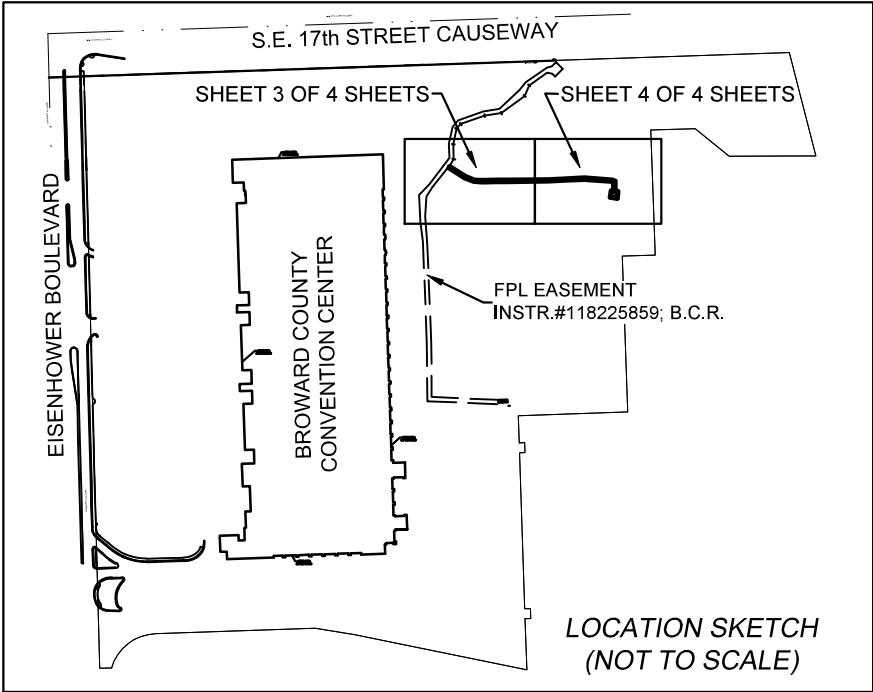 S.E. 17th STREET CAUSEWAY
SHEET 3 OF 4 SHEETS
SHEET 4 OF 4 SHEETS
EISENHOWER BOULEVARD
BROWARD COUNTY
CONVENTION CENTER
FPL EASEMENT
INSTR.#118225859; B.C.R.
LOCATION SKETCH
(NOT TO SCALE)